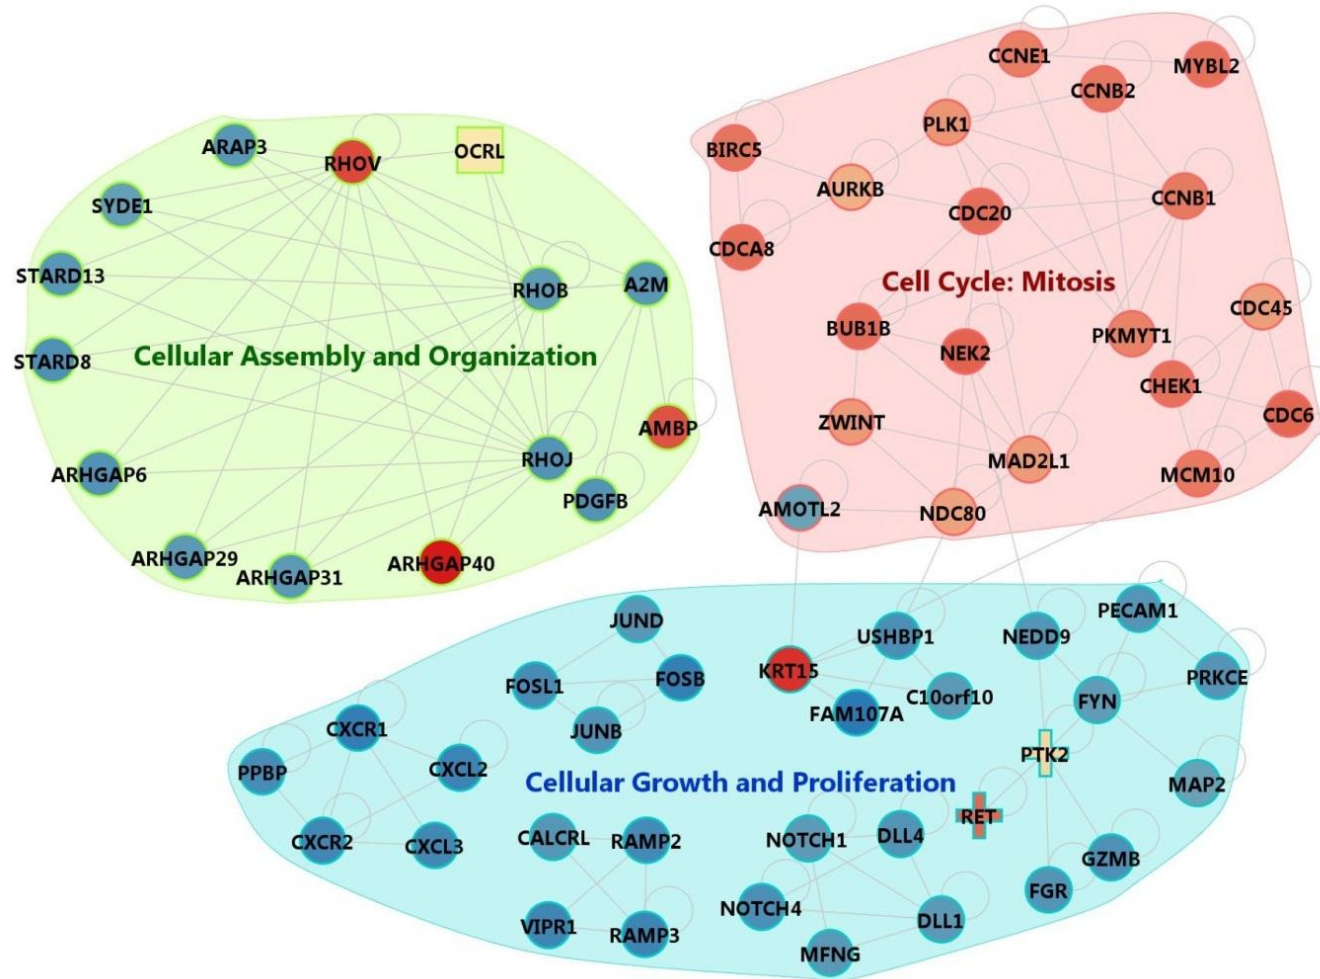 CCNE1
MYBL2
CCNB2
PLK1
BIRC5
AURKB
CCNB1
CDC20
CDCA8
Cell Cycle: Mitosis
CDC45
BUB1B
NEK2
PKMYT1
CHEK1
CDC6
ZWINT
MAD2L1
MCM10
AMOTL2
NDC80
ARAP3
RHOV
OCRL
SYDE1
STARD13
RHOB
A2M
STARD8
Cellular Assembly and Organization
AMBP
RHOJ
ARHGAP6
PDGFB
ARHGAP29
ARHGAP31
ARHGAP40
JUND
USHBP1
NEDD9
PECAM1
KRT15
FOSL1
FOSB
C10orf10
FYN
PRKCE
FAM107A
CXCR1
JUNB
PTK2
PPBP
CXCL2
Cellular Growth and Proliferation
MAP2
RET
CXCR2
CXCL3
CALCRL
RAMP2
NOTCH1
DLL4
GZMB
FGR
NOTCH4
DLL1
VIPR1
RAMP3
MFNG